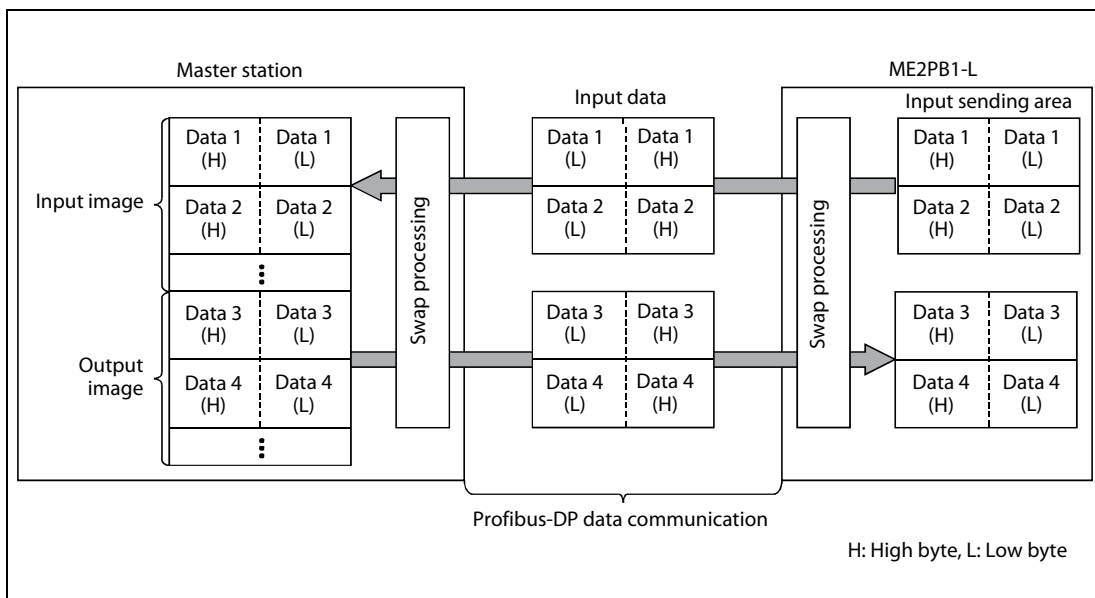 Master station
ME2PB1-L
Input data
Input sending area
Data 1 (H)
Data 1 (L)
Data 1 (L)
Data 1 (H)
Data 1 (H)
Data 1 (L)
Input image
Data 2 (H)
Data 2 (L)
Data 2 (L)
Data 2 (H)
Data 2 (H)
Data 2 (L)
Swap processing
Swap processing
Data 3 (H)
Data 3 (L)
Data 3 (L)
Data 3 (H)
Data 3 (H)
Data 3 (L)
Output image
Data 4 (H)
Data 4 (L)
Data 4 (L)
Data 4 (H)
Data 4 (H)
Data 4 (L)
Profibus-DP data communication
H: High byte, L: Low byte